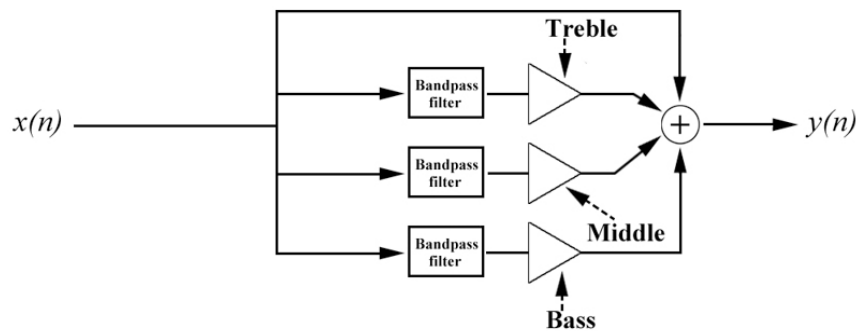 Treble
Bandpass
filter
x(n)
+
y(n)
Bandpass
filter
Middle
Bandpass
filter
Bass